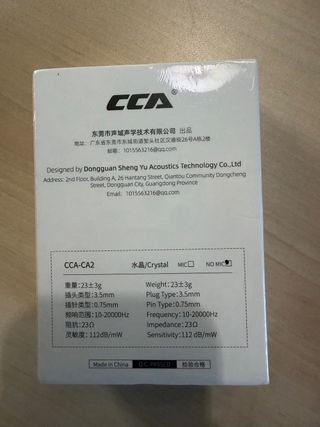 CCA®
东莞市声域声学技术有限公司 出品
地址：广东省东莞市东城街道堑头社区汉塘街26号A栋2楼
邮箱：1015563216@qq.com
Designed by Dongguan Sheng Yu Acoustics Technology Co.,Ltd
Address: 2nd Floor, Building A, 26 Hantang Street, Qiantou Community Dongcheng
Street, Dongguan City, Guangdong Province
Email: 1015563216@qq.com
CCA-CA2 水晶/Crystal MIC NO MIC
重量:23±3g Weight:23±3g
插头类型:3.5mm Plug Type:3.5mm
插针类型:0.75mm Pin Type:0.75mm
频响范围:10-20000Hz Frequency:10-20000Hz
阻抗:23Ω Impedance:23Ω
灵敏度:112dB/mW Sensitivity:112 dB/mW
Made in China QC PASSED 检验合格